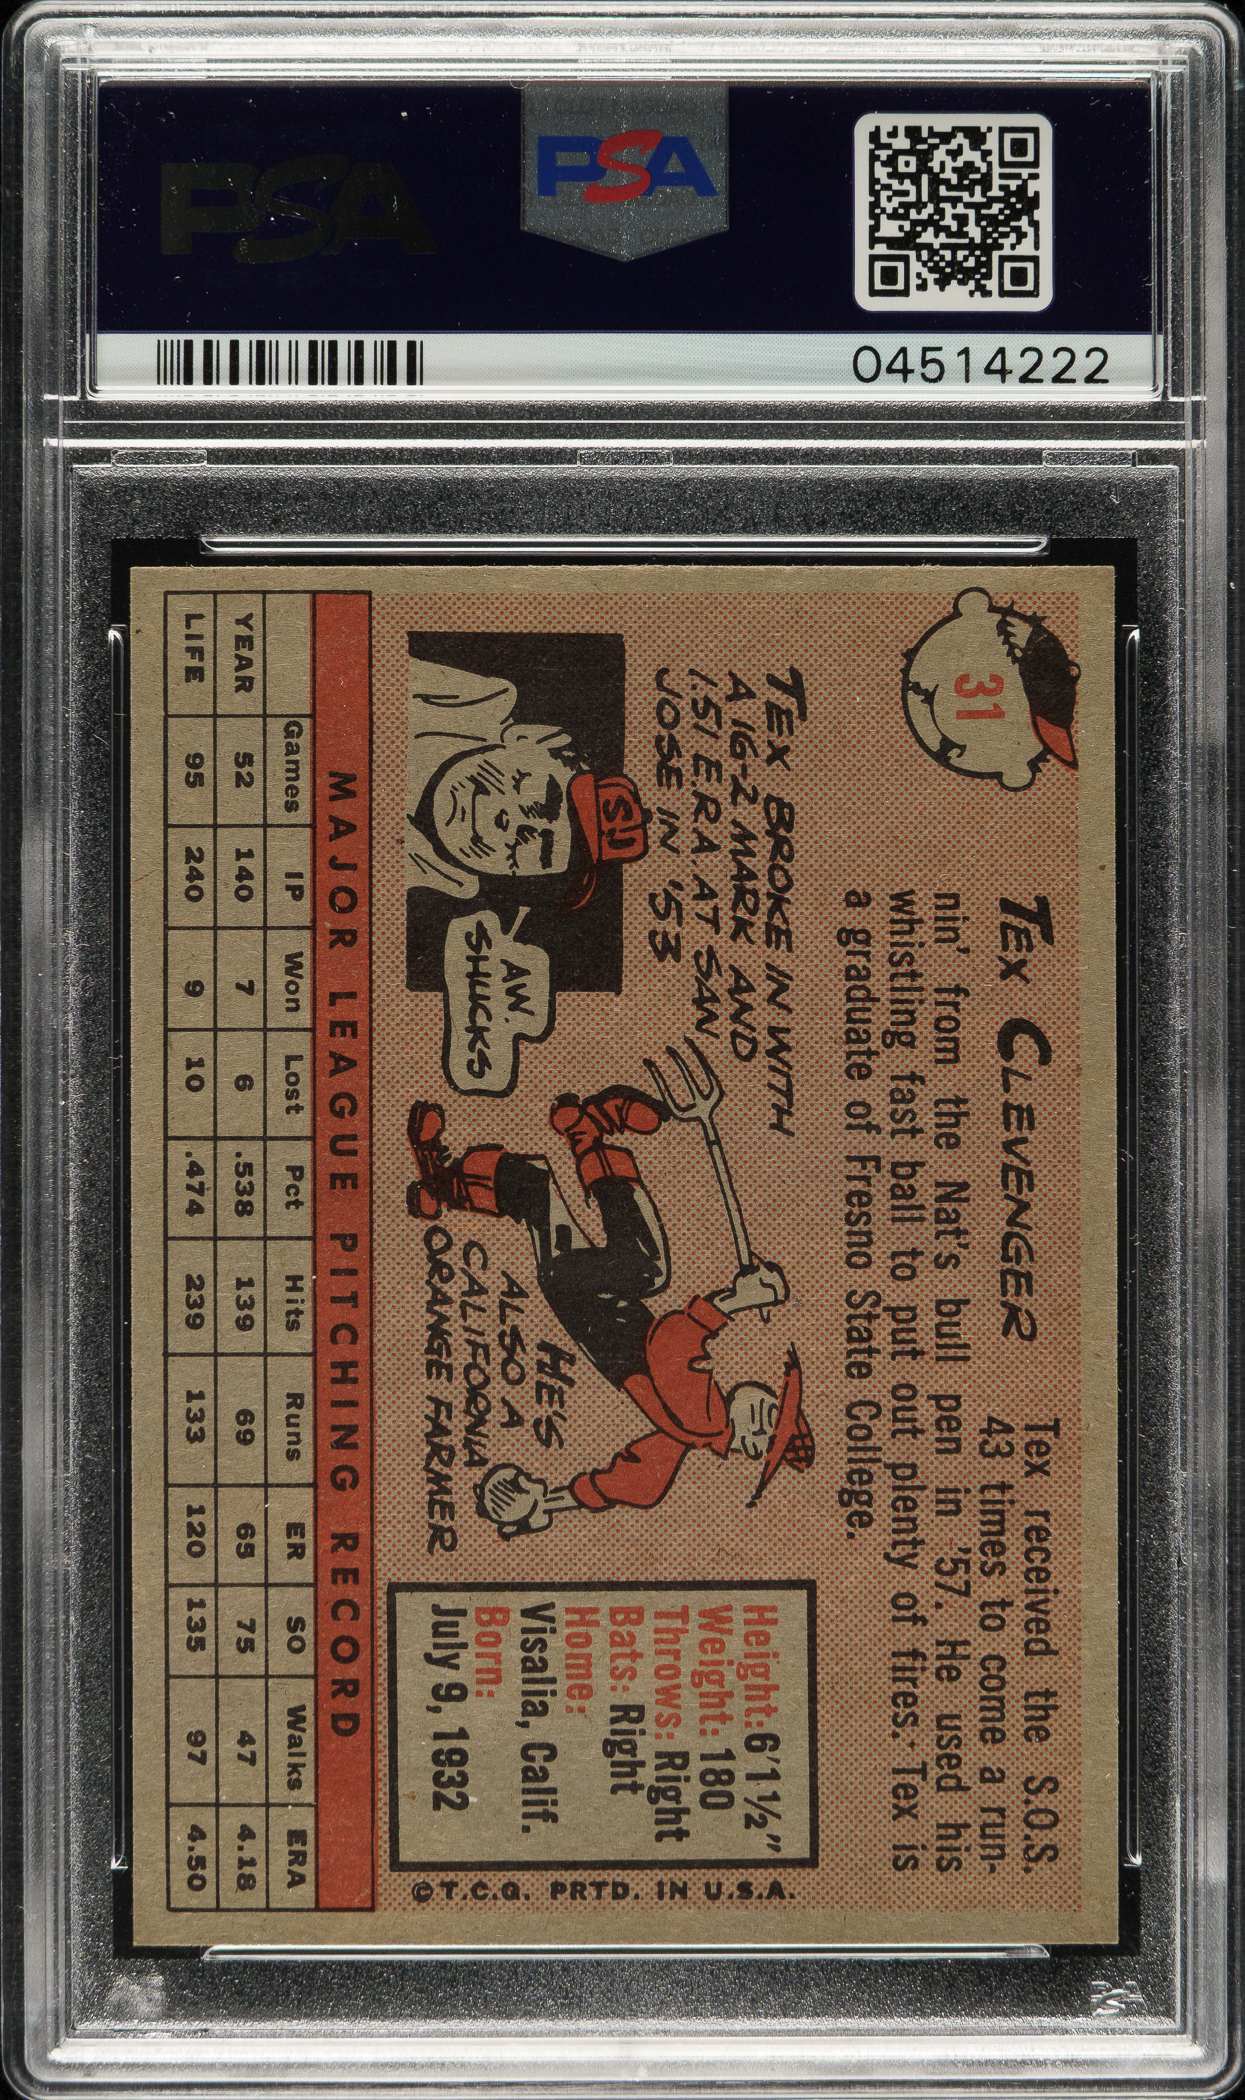 PSA
PSA
04514222
31
TEX CLEVENGER
Tex received the S.O.S.
43 times to come a run-
nin' from the Nat's bull pen in '57. He used his
whistling fast ball to put out plenty of fires. Tex is
a graduate of Fresno State College.
TEX BROKE IN WITH
A 16-2 MARK AND
1.51 E.R.A. AT SAN
JOSE IN '53
SJ
AW.
SHUCKS
HE'S
ALSO A
CALIFORNIA
ORANGE FARMER
Height: 6'1½"
Weight: 180
Throws: Right
Bats: Right
Home:
Visalia, Calif.
Born:
July 9, 1932
©T.C.G. PRTD. IN U.S.A.
MAJOR LEAGUE PITCHING RECORD
Games IP Won Lost Pct Hits Runs ER SO Walks ERA
YEAR 52 140 7 6 .538 139 69 65 75 47 4.18
LIFE 95 240 9 10 .474 239 133 120 135 97 4.50
PSA